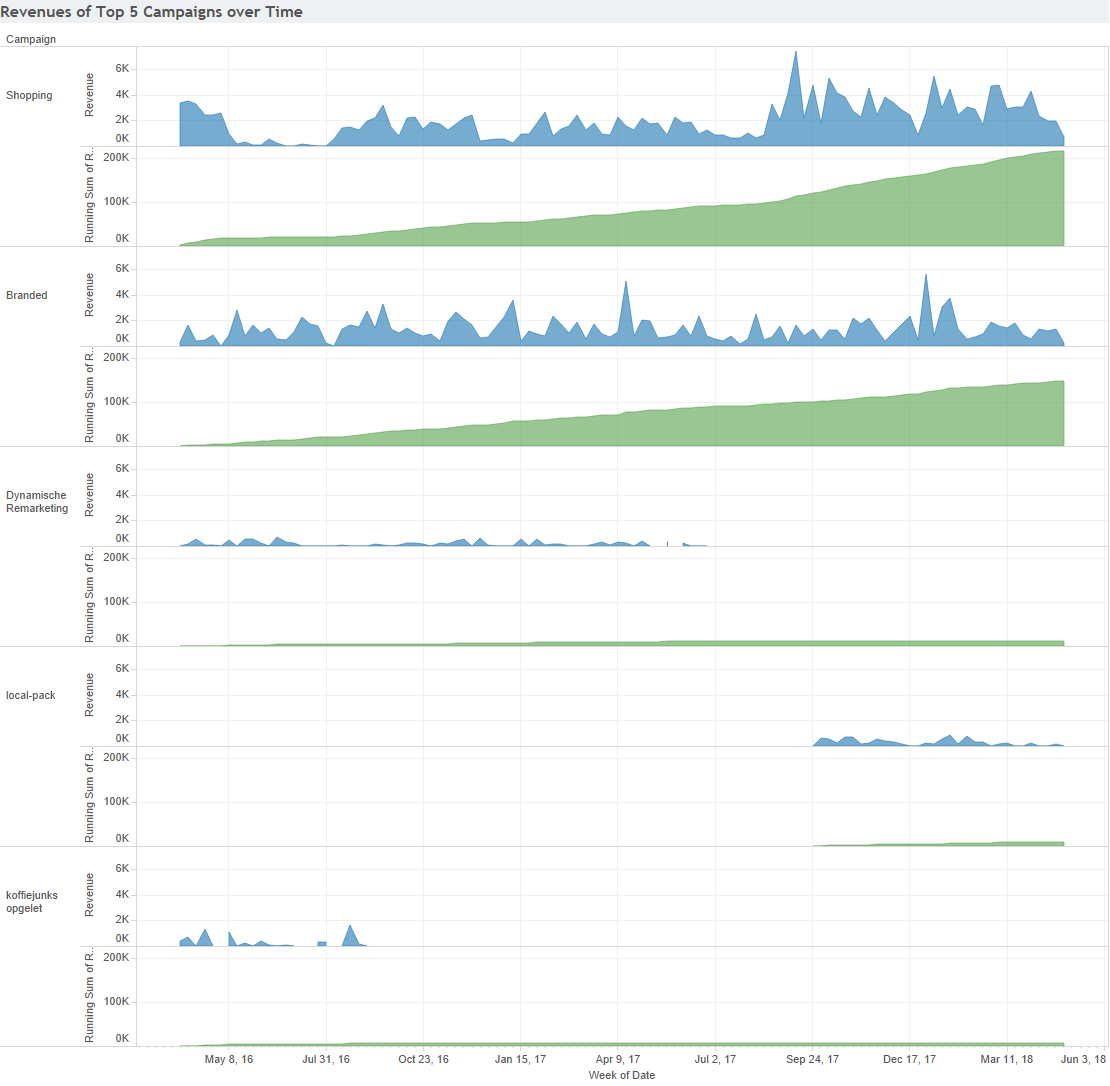 Revenues of Top 5 Campaigns over Time
Campaign
Shopping
Revenue
6K
4K
2K
0K
Running Sum of R..
200K
100K
0K
Branded
Revenue
6K
4K
2K
0K
Running Sum of R..
200K
100K
0K
Dynamische
Remarketing
Revenue
6K
4K
2K
0K
Running Sum of R..
200K
100K
0K
local-pack
Revenue
6K
4K
2K
0K
Running Sum of R..
200K
100K
0K
koffiejunks
opgelet
Revenue
6K
4K
2K
0K
Running Sum of R..
200K
100K
0K
May 8, 16 Jul 31, 16 Oct 23, 16 Jan 15, 17 Apr 9, 17 Jul 2, 17 Sep 24, 17 Dec 17, 17 Mar 11, 18 Jun 3, 18
Week of Date